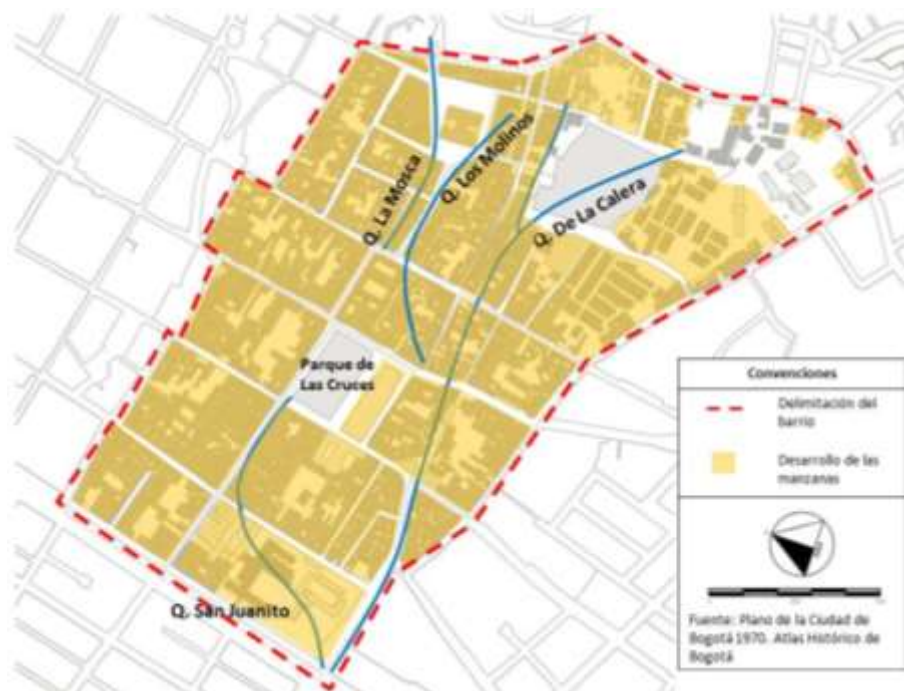 Q. La Mosca
Q. Los Molinos
Q. De La Calera
Parque de
Las Cruces
Q. San Juanito
Convenciones
Delimitación del
barrio
Desarrollo de las
manzanas
Fuente: Plano de la Ciudad de
Bogotá 1970. Atlas Histórico de
Bogotá